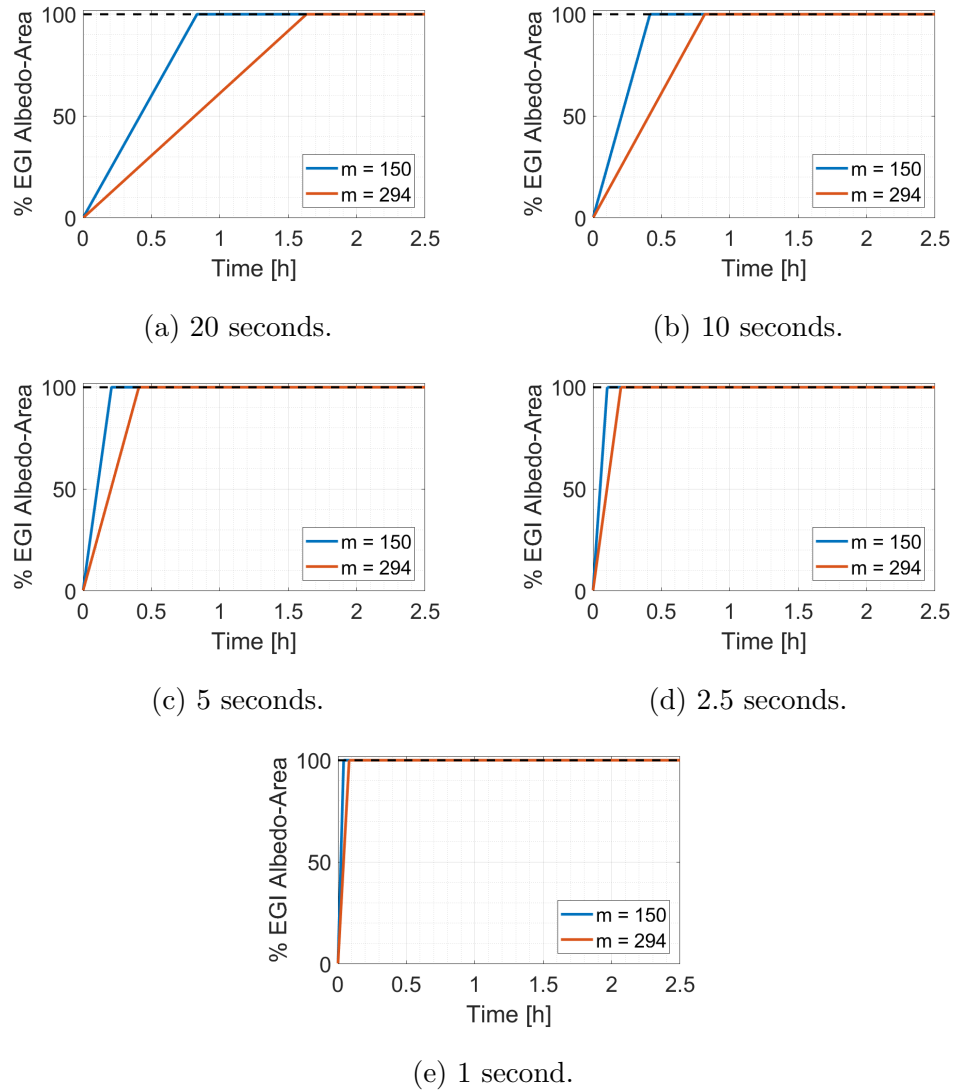 % EGI Albedo-Area
100
50
0
m = 150
m = 294
0 0.5 1 1.5 2 2.5
Time [h]
(a) 20 seconds.
% EGI Albedo-Area
100
50
0
m = 150
m = 294
0 0.5 1 1.5 2 2.5
Time [h]
(b) 10 seconds.
% EGI Albedo-Area
100
50
0
m = 150
m = 294
0 0.5 1 1.5 2 2.5
Time [h]
(c) 5 seconds.
% EGI Albedo-Area
100
50
0
m = 150
m = 294
0 0.5 1 1.5 2 2.5
Time [h]
(d) 2.5 seconds.
% EGI Albedo-Area
100
50
0
m = 150
m = 294
0 0.5 1 1.5 2 2.5
Time [h]
(e) 1 second.